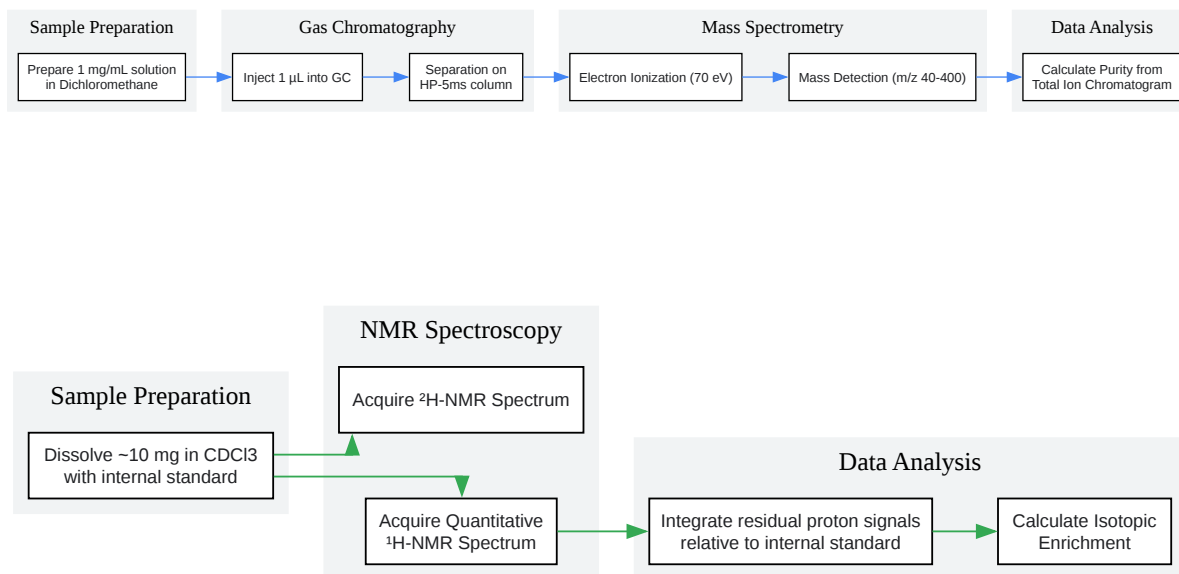 Sample Preparation
Gas Chromatography
Mass Spectrometry
Data Analysis
Prepare 1 mg/mL solution
in Dichloromethane
Inject 1 µL into GC
Separation on
HP-5ms column
Electron Ionization (70 eV)
Mass Detection (m/z 40-400)
Calculate Purity from
Total Ion Chromatogram
NMR Spectroscopy
Sample Preparation
Acquire ²H-NMR Spectrum
Dissolve ~10 mg in CDCl3
with internal standard
Data Analysis
Acquire Quantitative
¹H-NMR Spectrum
Integrate residual proton signals
relative to internal standard
Calculate Isotopic
Enrichment